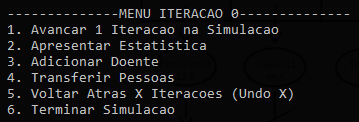 ---------------MENU ITERACAO 0---------------
1. Avancar 1 Iteracao na Simulacao
2. Apresentar Estatistica
3. Adicionar Doente
4. Transferir Pessoas
5. Voltar Atras X Iteracoes (Undo X)
6. Terminar Simulacao